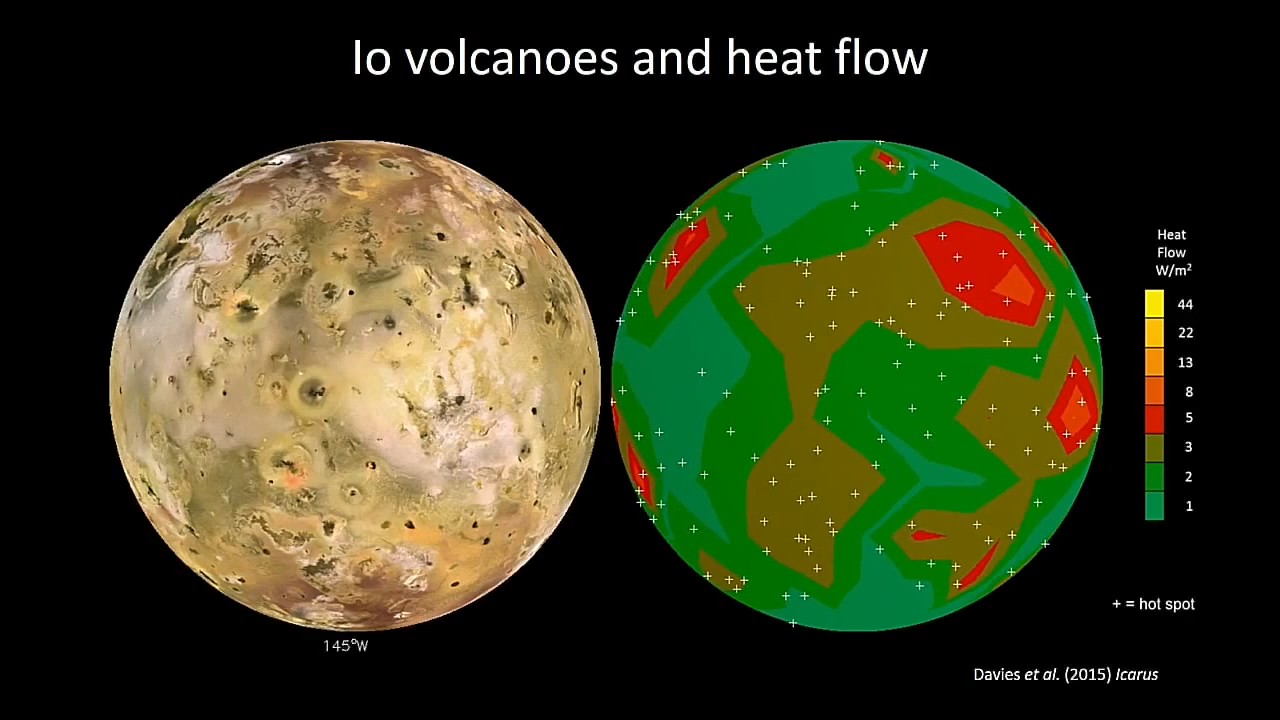 Io volcanoes and heat flow
Heat
Flow
W/m²
44
22
13
8
5
3
2
1
+ = hot spot
145°W
Davies et al. (2015) Icarus